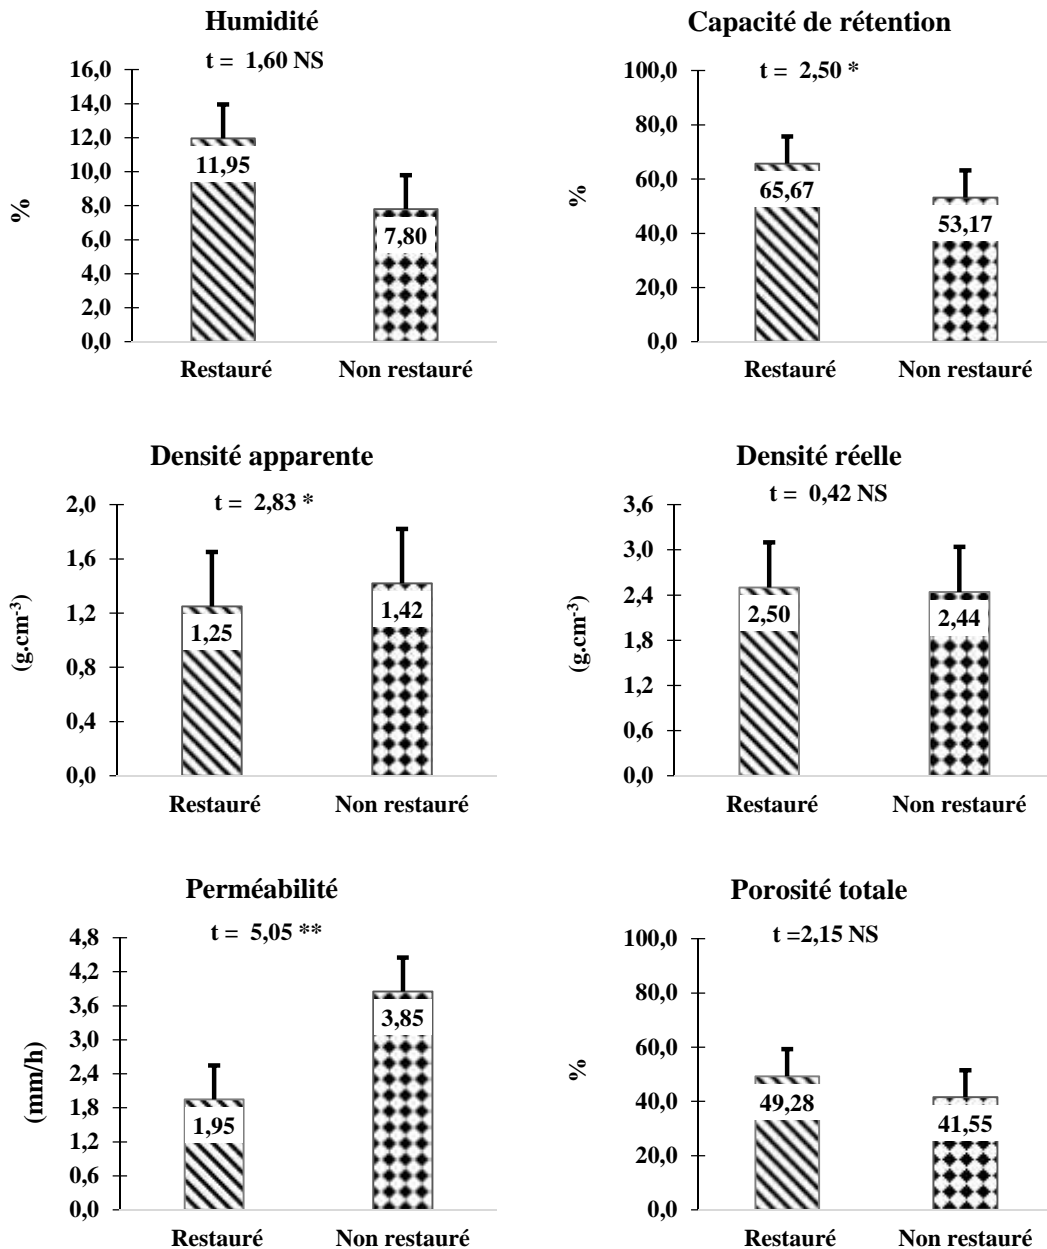 Humidité
t = 1,60 NS
16,0
14,0
12,0
10,0
8,0
6,0
4,0
2,0
0,0
%
11,95
7,80
Restauré
Non restauré
Capacité de rétention
t = 2,50 *
100,0
80,0
60,0
40,0
20,0
0,0
%
65,67
53,17
Restauré
Non restauré
Densité apparente
t = 2,83 *
2,0
1,6
1,2
0,8
0,4
0,0
(g.cm-3)
1,25
1,42
Restauré
Non restauré
Densité réelle
t = 0,42 NS
3,6
3,0
2,4
1,8
1,2
0,6
0,0
(g.cm-3)
2,50
2,44
Restauré
Non restauré
Perméabilité
t = 5,05 **
4,8
4,2
3,6
3,0
2,4
1,8
1,2
0,6
0,0
(mm/h)
1,95
3,85
Restauré
Non restauré
Porosité totale
t =2,15 NS
100,0
80,0
60,0
40,0
20,0
0,0
%
49,28
41,55
Restauré
Non restauré